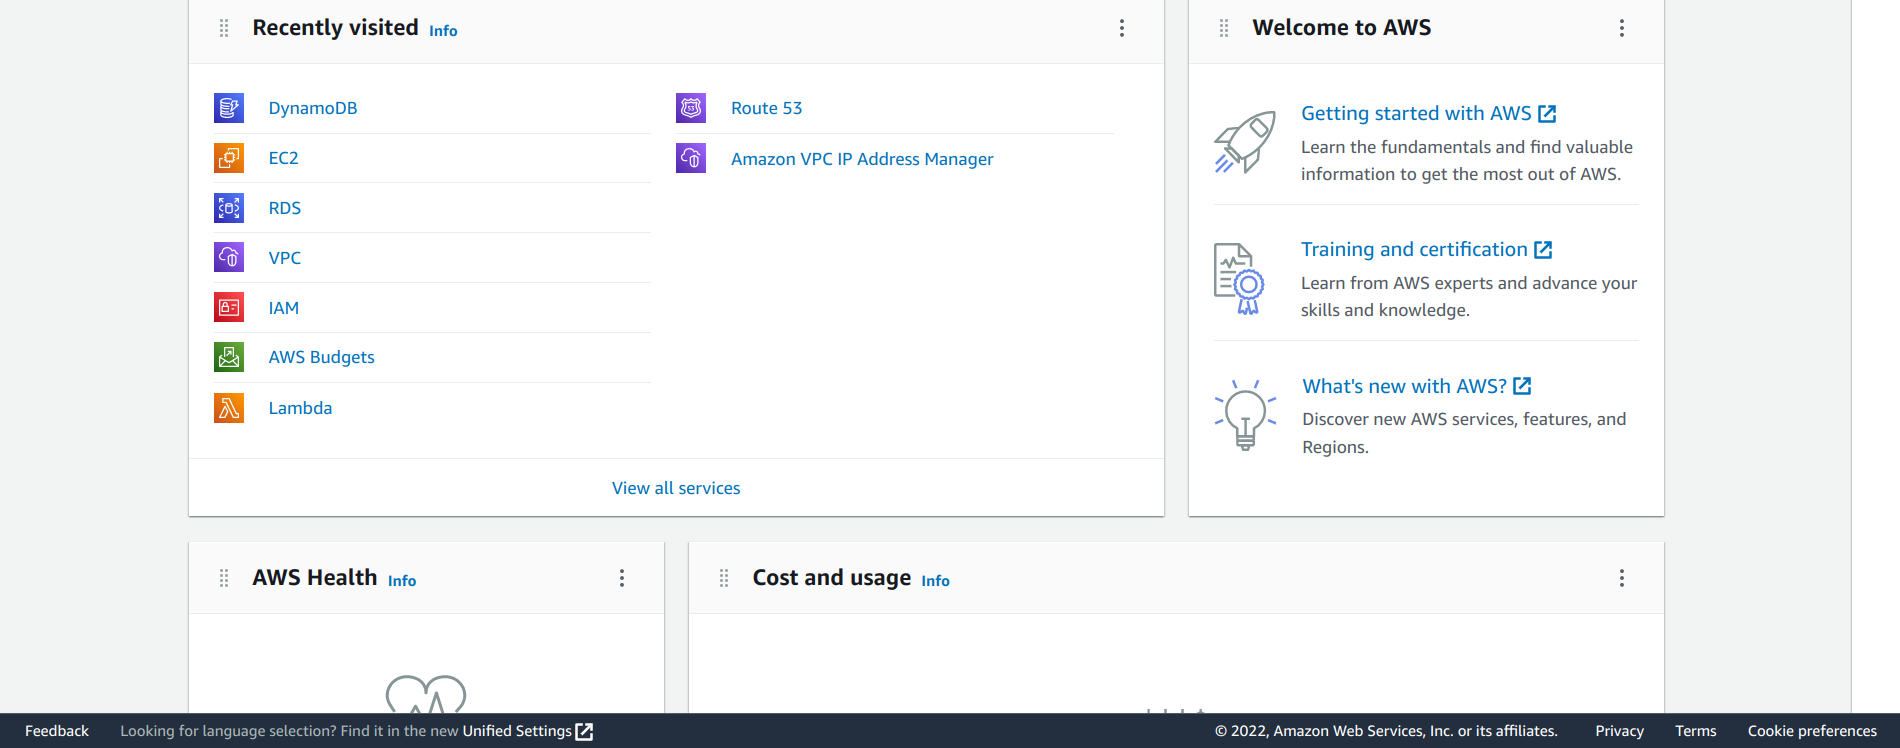 Recently visited Info
DynamoDB
EC2
RDS
VPC
IAM
AWS Budgets
Lambda
Route 53
Amazon VPC IP Address Manager
View all services
Welcome to AWS
Getting started with AWS
Learn the fundamentals and find valuable
information to get the most out of AWS.
Training and certification
Learn from AWS experts and advance your
skills and knowledge.
What's new with AWS?
Discover new AWS services, features, and
Regions.
AWS Health Info
Cost and usage Info
Feedback Looking for language selection? Find it in the new Unified Settings © 2022, Amazon Web Services, Inc. or its affiliates. Privacy Terms Cookie preferences